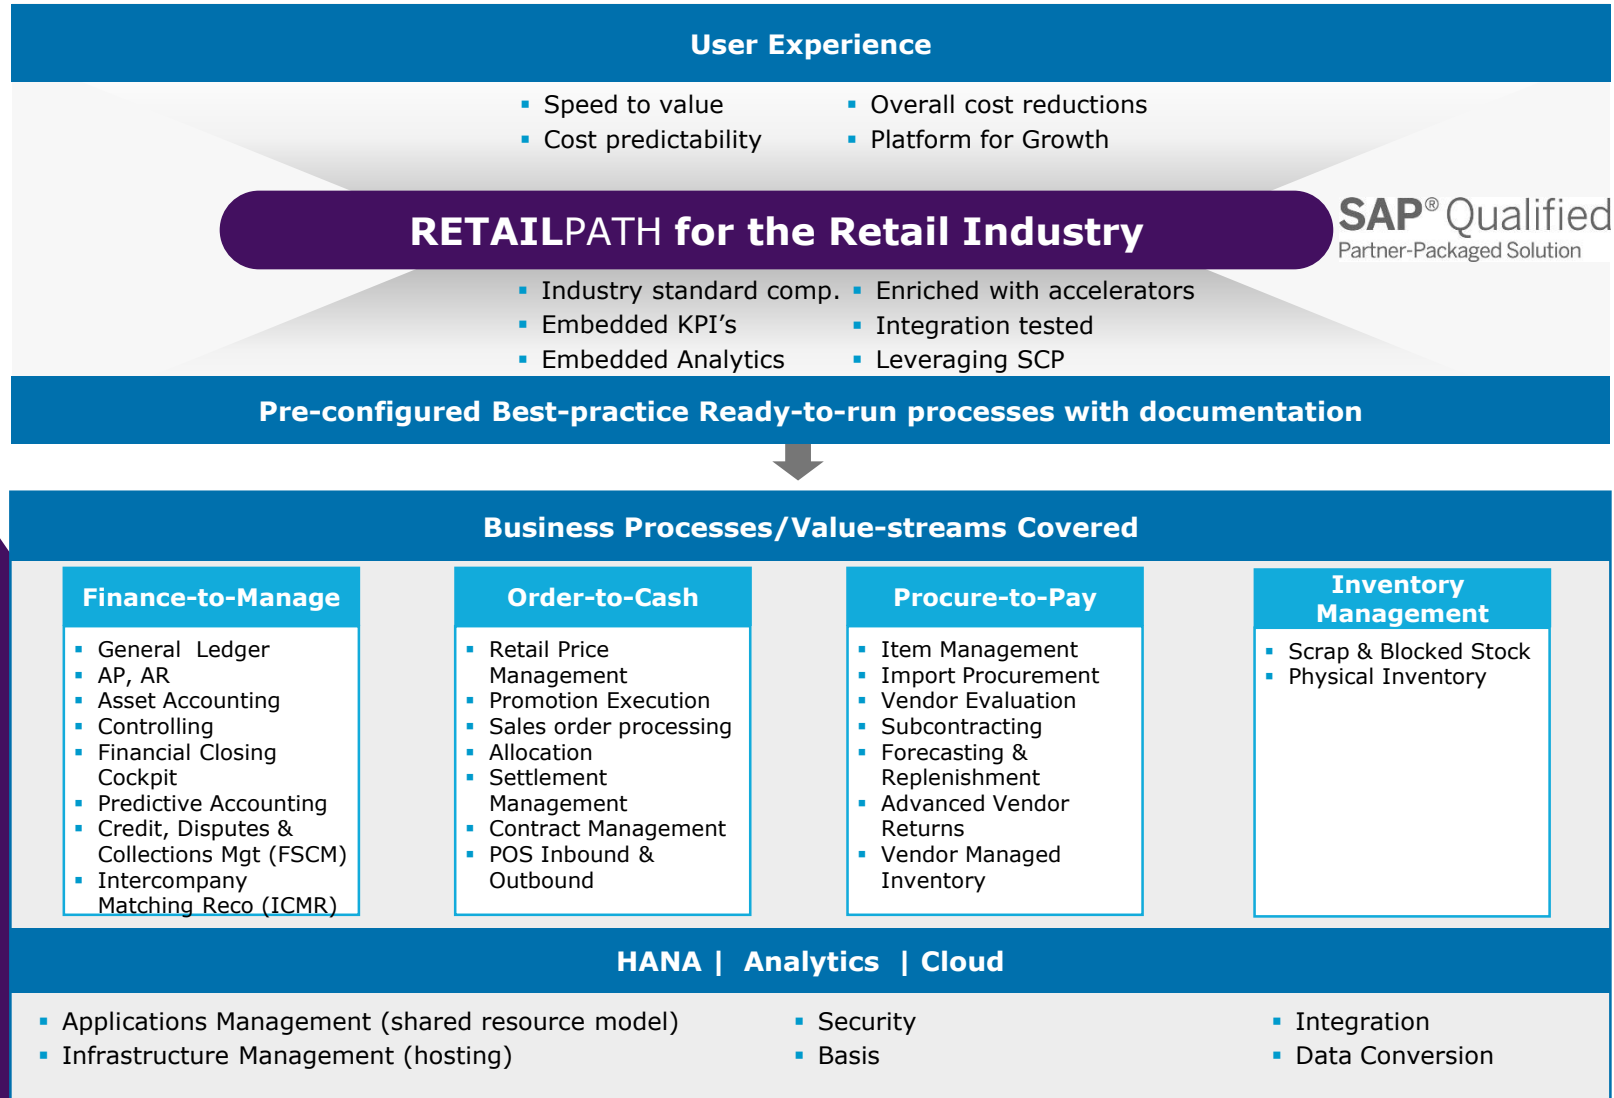 User Experience
Speed to value
Cost predictability
Overall cost reductions
Platform for Growth
RETAILPATH for the Retail Industry
SAP® Qualified
Partner-Packaged Solution
Industry standard comp.
Embedded KPI's
Embedded Analytics
Enriched with accelerators
Integration tested
Leveraging SCP
Pre-configured Best-practice Ready-to-run processes with documentation
Business Processes/Value-streams Covered
Finance-to-Manage
General Ledger
AP, AR
Asset Accounting
Controlling
Financial Closing
Cockpit
Predictive Accounting
Credit, Disputes &
Collections Mgt (FSCM)
Intercompany
Matching Reco (ICMR)
Order-to-Cash
Retail Price
Management
Promotion Execution
Sales order processing
Allocation
Settlement
Management
Contract Management
POS Inbound &
Outbound
Procure-to-Pay
Item Management
Import Procurement
Vendor Evaluation
Subcontracting
Forecasting &
Replenishment
Advanced Vendor
Returns
Vendor Managed
Inventory
Inventory
Management
Scrap & Blocked Stock
Physical Inventory
HANA | Analytics | Cloud
Applications Management (shared resource model)
Infrastructure Management (hosting)
Security
Basis
Integration
Data Conversion